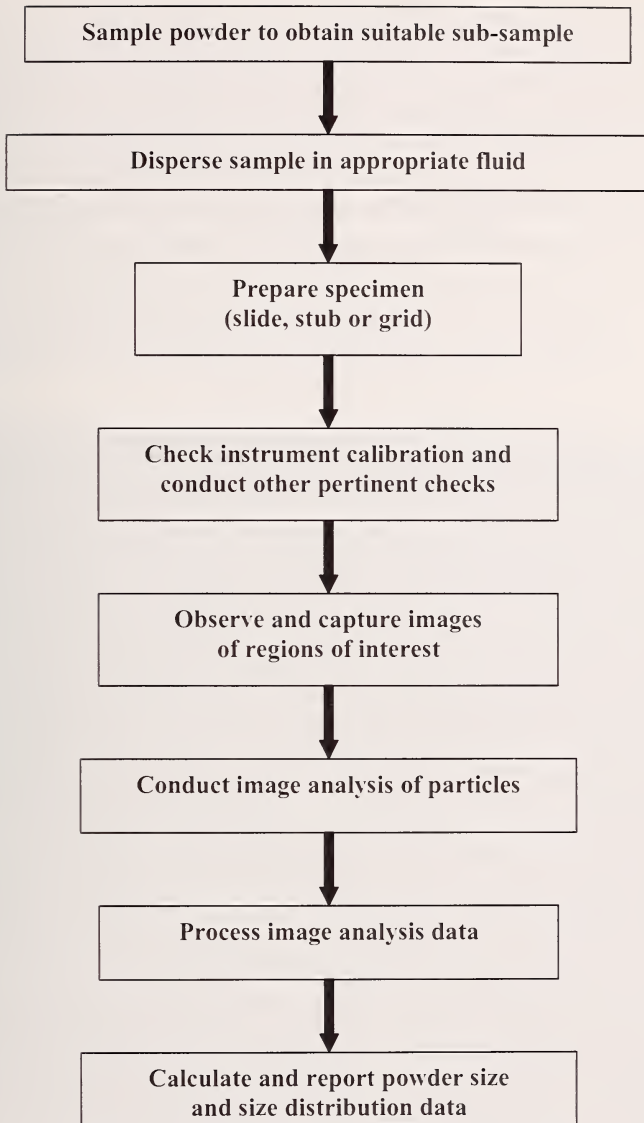 Sample powder to obtain suitable sub-sample
Disperse sample in appropriate fluid
Prepare specimen
(slide, stub or grid)
Check instrument calibration and
conduct other pertinent checks
Observe and capture images
of regions of interest
Conduct image analysis of particles
Process image analysis data
Calculate and report powder size
and size distribution data